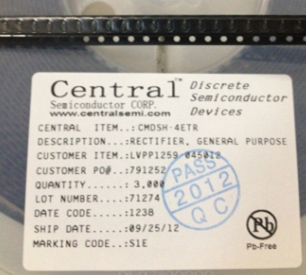 Central™ Discrete
Semiconductor CORP. Semiconductor
www.centralsemi.com Devices
CENTRAL ITEM..:CMDSH-4ETR
DESCRIPTION...:RECTIFIER, GENERAL PURPOSE
CUSTOMER ITEM.:LVPP1259 045012
CUSTOMER PO#..:791252
QUANTITY......: 3,000
LOT NUMBER....:71274
DATE CODE.....:1238
SHIP DATE.....:09/25/12
MARKING CODE..:S1E
PASS
2012
QC
Pb
Pb-Free